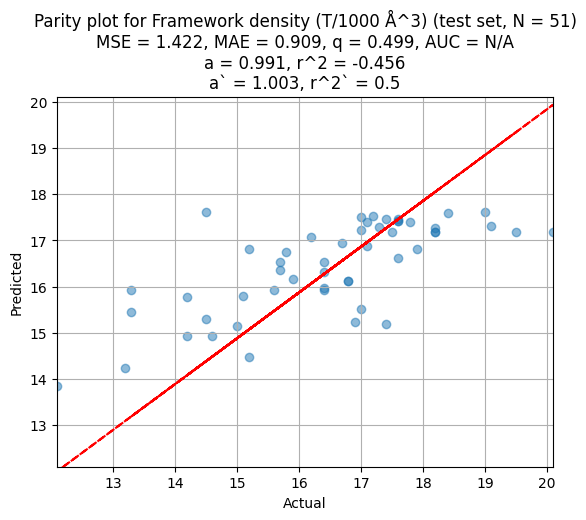 Parity plot for Framework density (T/1000 Å^3) (test set, N = 51)
MSE = 1.422, MAE = 0.909, q = 0.499, AUC = N/A
a = 0.991, r^2 = -0.456
a` = 1.003, r^2` = 0.5
20
19
18
17
16
15
14
13
Predicted
13 14 15 16 17 18 19 20
Actual